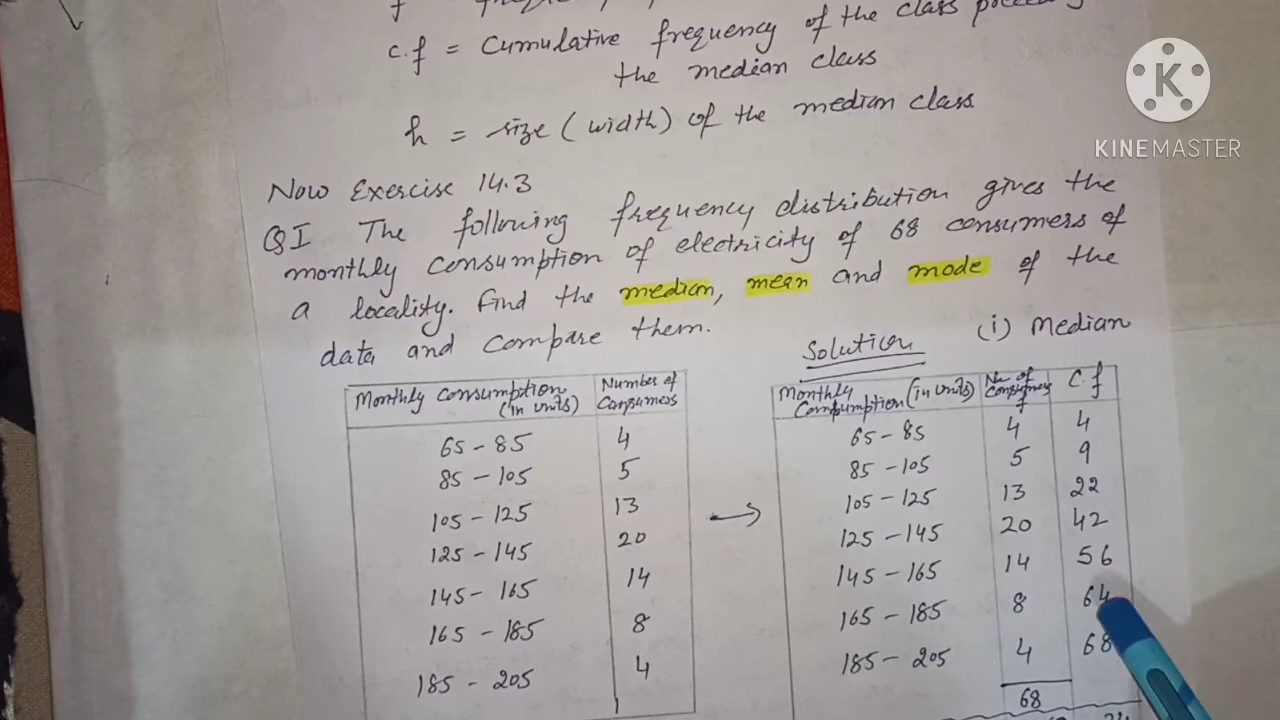 f = 
c.f = Cumulative frequency of the class
the median class
h = size (width) of the median class
KINEMASTER
Now Exercise 14.3
Q1 The following frequency distribution gives the
monthly consumption of electricity of 68 consumers of
a locality. Find the median, mean and mode of the
data and compare them.
Solution (i) Median
Monthly Consumption (in units) Number of Consumers
65 - 85 4
85 - 105 5
105 - 125 13
125 - 145 20
145 - 165 14
165 - 185 8
185 - 205 4
Monthly Consumption (in units) f C.f
65 - 85 4 4
85 - 105 5 9
105 - 125 13 22
125 - 145 20 42
145 - 165 14 56
165 - 185 8 64
185 - 205 4 68
68